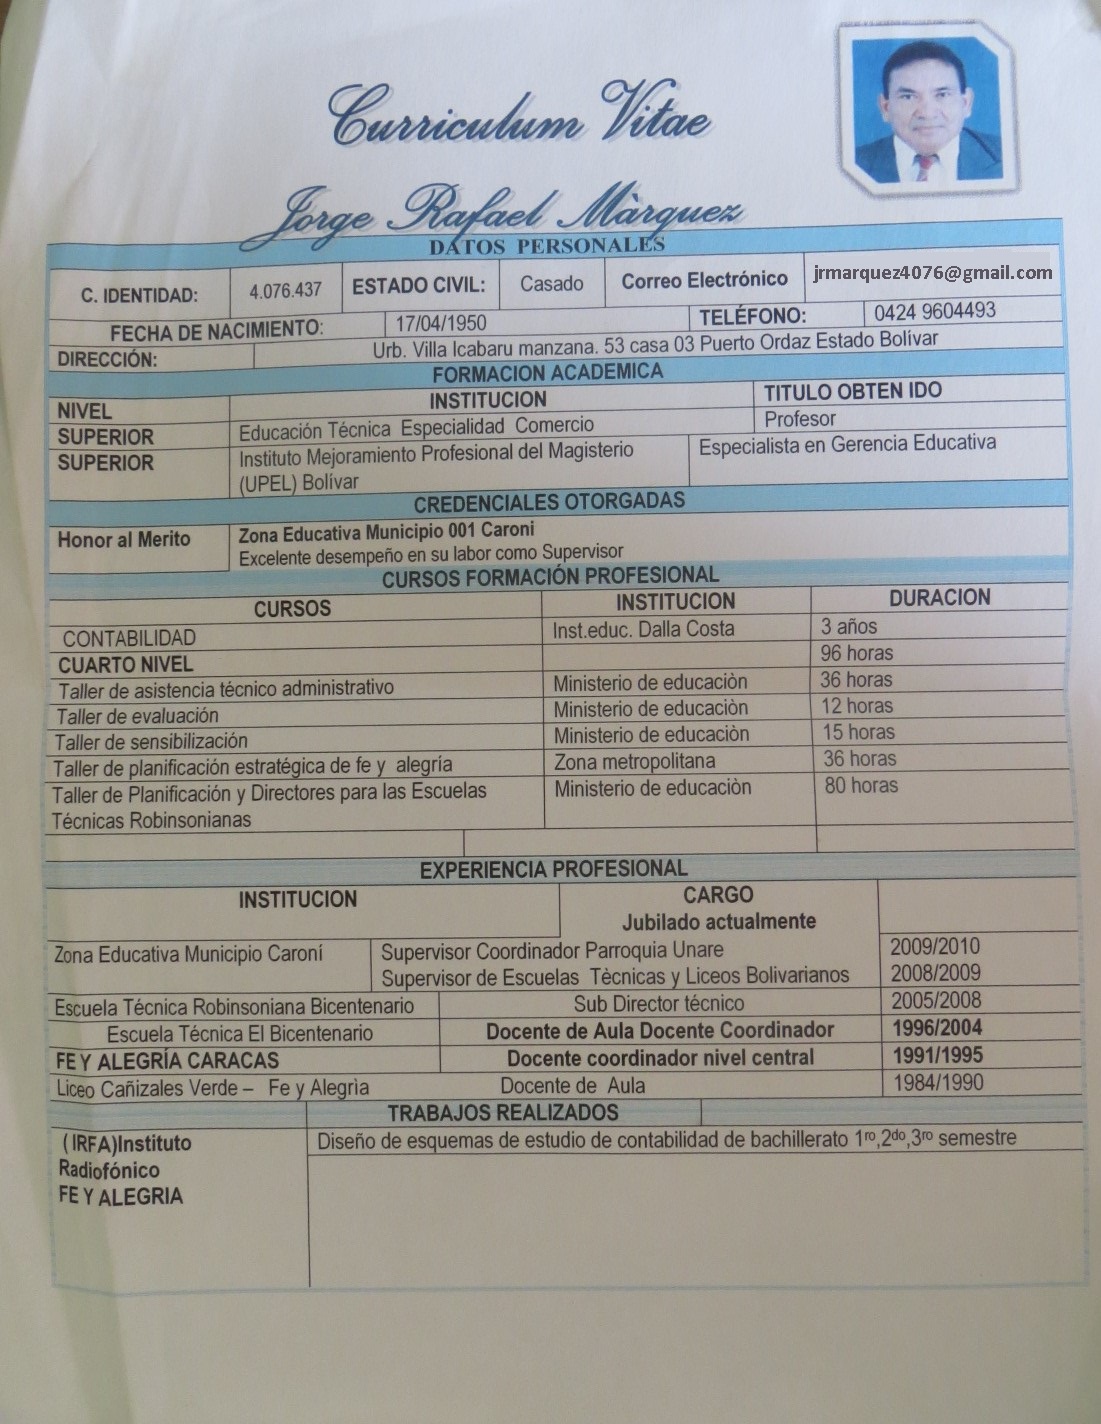 Curriculum Vitae
Jorge Rafael Màrquez
DATOS PERSONALES
C. IDENTIDAD: 4.076.437 ESTADO CIVIL: Casado Correo Electrónico jrmarquez4076@gmail.com
FECHA DE NACIMIENTO: 17/04/1950 TELÉFONO: 0424 9604493
DIRECCIÓN: Urb. Villa Icabaru manzana. 53 casa 03 Puerto Ordaz Estado Bolívar
FORMACION ACADEMICA
NIVEL INSTITUCION TITULO OBTEN IDO
SUPERIOR Educación Técnica Especialidad Comercio Profesor
SUPERIOR Instituto Mejoramiento Profesional del Magisterio Especialista en Gerencia Educativa
(UPEL) Bolívar
CREDENCIALES OTORGADAS
Honor al Merito Zona Educativa Municipio 001 Caroni
Excelente desempeño en su labor como Supervisor
CURSOS FORMACIÓN PROFESIONAL
CURSOS INSTITUCION DURACION
CONTABILIDAD Inst.educ. Dalla Costa 3 años
CUARTO NIVEL 96 horas
Taller de asistencia técnico administrativo Ministerio de educaciòn 36 horas
Taller de evaluación Ministerio de educaciòn 12 horas
Taller de sensibilización Ministerio de educaciòn 15 horas
Taller de planificación estratégica de fe y alegría Zona metropolitana 36 horas
Taller de Planificación y Directores para las Escuelas Ministerio de educaciòn 80 horas
Técnicas Robinsonianas
EXPERIENCIA PROFESIONAL
INSTITUCION CARGO
Jubilado actualmente
Zona Educativa Municipio Caroní Supervisor Coordinador Parroquia Unare 2009/2010
Supervisor de Escuelas Tècnicas y Liceos Bolivarianos 2008/2009
Escuela Técnica Robinsoniana Bicentenario Sub Director técnico 2005/2008
Escuela Técnica El Bicentenario Docente de Aula Docente Coordinador 1996/2004
FE Y ALEGRÍA CARACAS Docente coordinador nivel central 1991/1995
Liceo Cañizales Verde – Fe y Alegrìa Docente de Aula 1984/1990
TRABAJOS REALIZADOS
(IRFA)Instituto Diseño de esquemas de estudio de contabilidad de bachillerato 1ro,2do,3ro semestre
Radiofónico
FE Y ALEGRIA